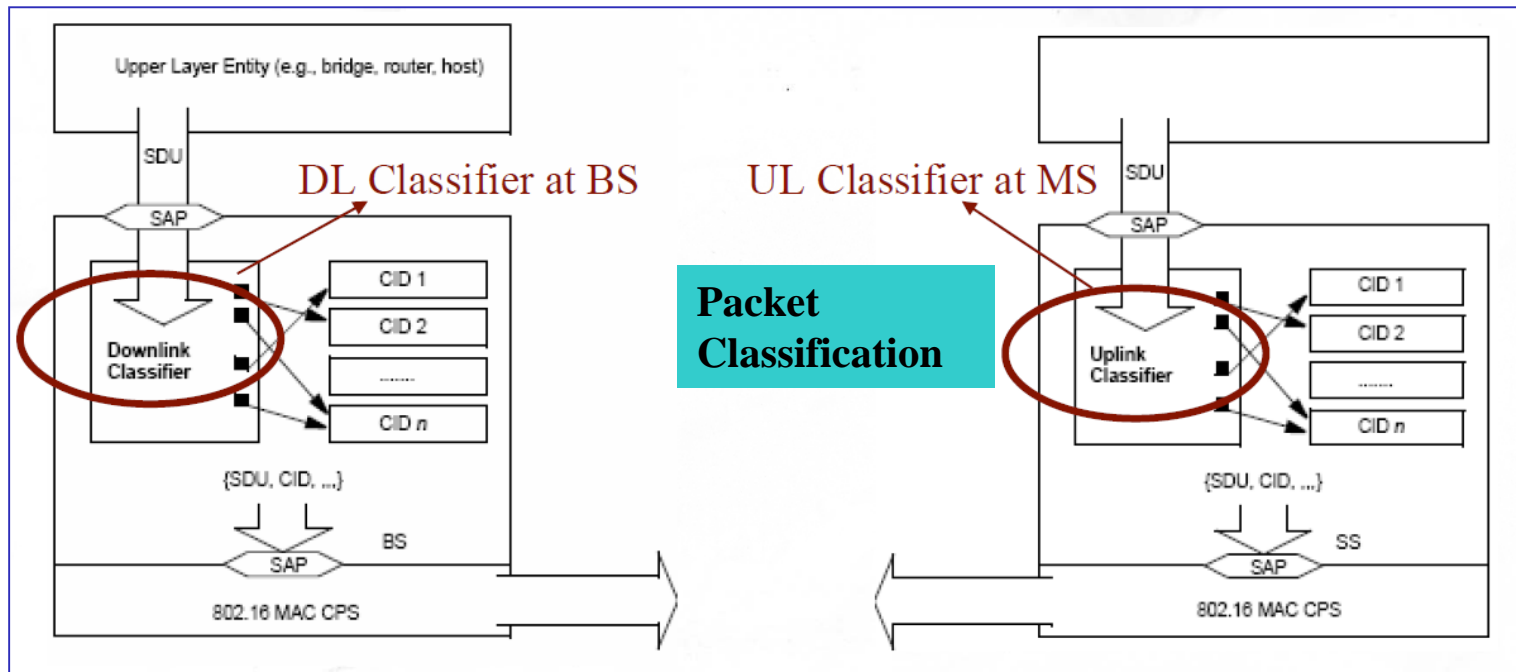 Upper Layer Entity (e.g., bridge, router, host)
SDU
DL Classifier at BS
SAP
CID 1
CID 2
Downlink
Classifier
........
CID n
{SDU, CID, ...}
BS
SAP
802.16 MAC CPS
Packet
Classification
SDU
UL Classifier at MS
SAP
CID 1
CID 2
Uplink
Classifier
........
CID n
{SDU, CID, ...}
SS
SAP
802.16 MAC CPS